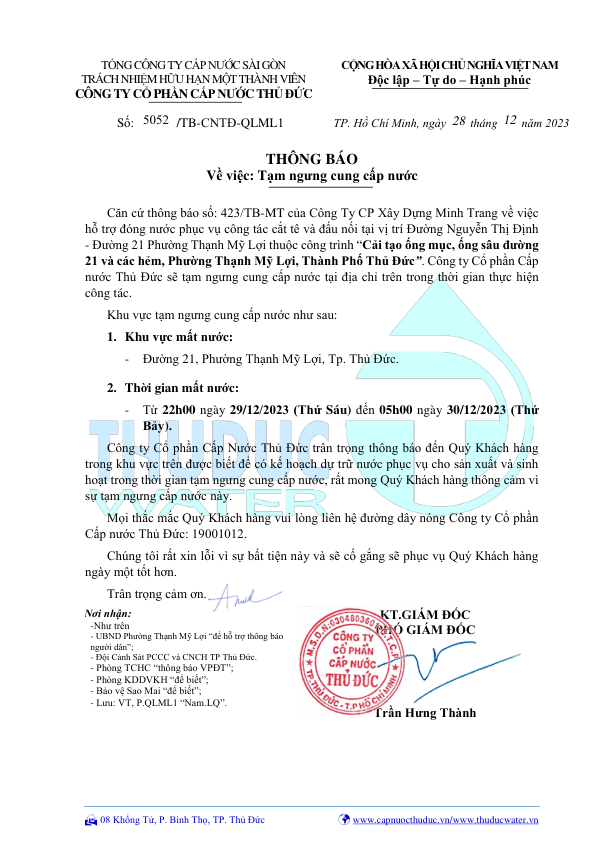 TỔNG CÔNG TY CẤP NƯỚC SÀI GÒN
TRÁCH NHIỆM HỮU HẠN MỘT THÀNH VIÊN
CÔNG TY CỔ PHẦN CẤP NƯỚC THỦ ĐỨC
CỘNG HÒA XÃ HỘI CHỦ NGHĨA VIỆT NAM
Độc lập – Tự do – Hạnh phúc
Số: 5052 /TB-CNTĐ-QLML1
TP. Hồ Chí Minh, ngày 28 tháng 12 năm 2023
THÔNG BÁO
Về việc: Tạm ngưng cung cấp nước
Căn cứ thông báo số: 423/TB-MT của Công Ty CP Xây Dựng Minh Trang về việc
hỗ trợ đóng nước phục vụ công tác cắt tê và đấu nối tại vị trí Đường Nguyễn Thị Định
- Đường 21 Phường Thạnh Mỹ Lợi thuộc công trình “Cải tạo ống mục, ống sâu đường
21 và các hẻm, Phường Thạnh Mỹ Lợi, Thành Phố Thủ Đức”. Công ty Cổ phần Cấp
nước Thủ Đức sẽ tạm ngưng cung cấp nước tại địa chỉ trên trong thời gian thực hiện
công tác.
Khu vực tạm ngưng cung cấp nước như sau:
1. Khu vực mất nước:
- Đường 21, Phường Thạnh Mỹ Lợi, Tp. Thủ Đức.
2. Thời gian mất nước:
- Từ 22h00 ngày 29/12/2023 (Thứ Sáu) đến 05h00 ngày 30/12/2023 (Thứ
Bảy).
Công ty Cổ phần Cấp Nước Thủ Đức trân trọng thông báo đến Quý Khách hàng
trong khu vực trên được biết để có kế hoạch dự trữ nước phục vụ cho sản xuất và sinh
hoạt trong thời gian tạm ngưng cung cấp nước, rất mong Quý Khách hàng thông cảm vì
sự tạm ngưng cấp nước này.
Mọi thắc mắc Quý Khách hàng vui lòng liên hệ đường dây nóng Công ty Cổ phần
Cấp nước Thủ Đức: 19001012.
Chúng tôi rất xin lỗi vì sự bất tiện này và sẽ cố gắng sẽ phục vụ Quý Khách hàng
ngày một tốt hơn.
Trân trọng cảm ơn.
THUDUC
WATER
Nơi nhận:
-Như trên
- UBND Phường Thạnh Mỹ Lợi “để hỗ trợ thông báo
người dân”;
- Đội Cảnh Sát PCCC và CNCH TP Thủ Đức.
- Phòng TCHC “thông báo VPĐT”;
- Phòng KDDVKH “để biết”;
- Bảo vệ Sao Mai “để biết”;
- Lưu: VT, P.QLML1 “Nam.LQ”.
KT.GIÁM ĐỐC
PHÓ GIÁM ĐỐC
CÔNG TY
CỔ PHẦN
CẤP NƯỚC
THỦ ĐỨC
TP.THỦ ĐỨC - T.P HỒ CHÍ MINH
Trần Hưng Thành
08 Khổng Tử, P. Bình Thọ, TP. Thủ Đức
www.capnuocthuduc.vn/www.thuducwater.vn